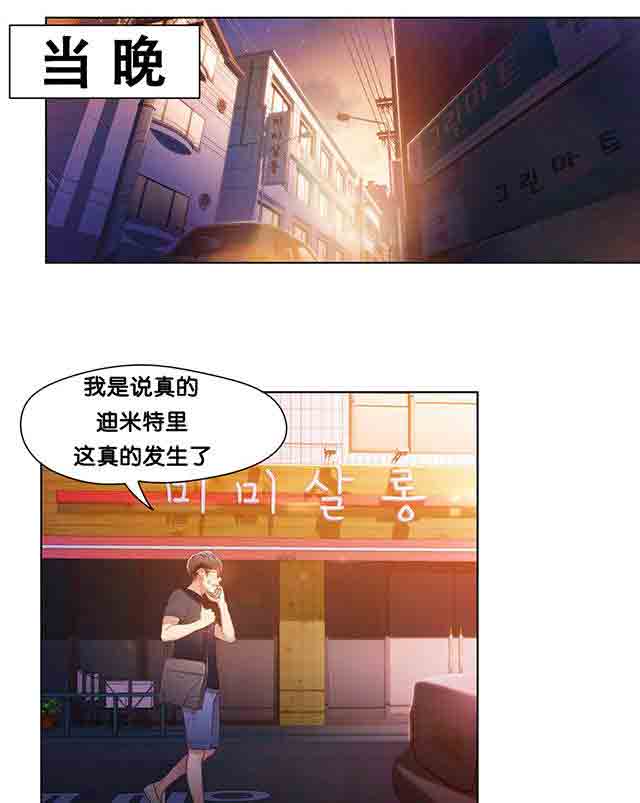 当晚
미미살롱
그린마트
그린마트
我是说真的
迪米特里
这真的发生了
미미살롱